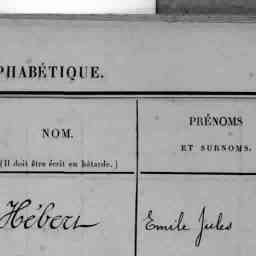 PHABÉTIQUE.
NOM.
(Il doit être écrit en bâtarde.)
PRÉNOMS
ET SURNOMS.
Hébert
Emile Jules